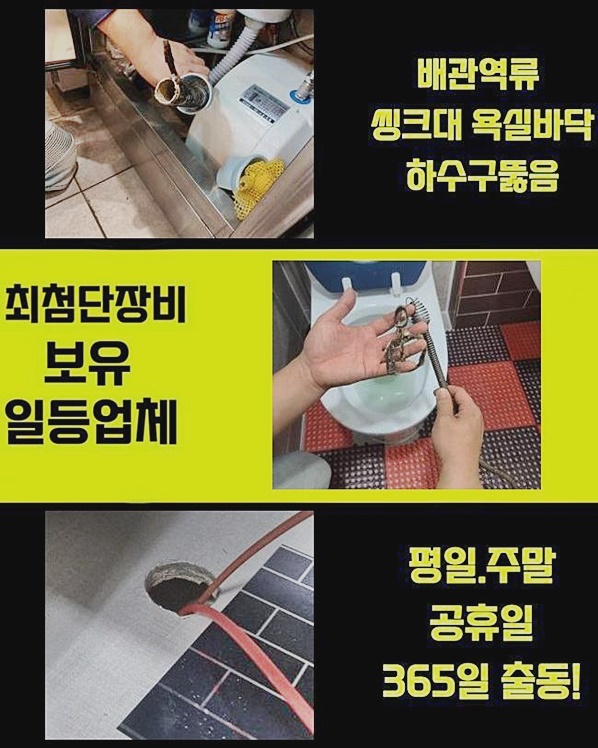 배관역류
씽크대 욕실바닥
하수구뚫음
최첨단장비
보유
일등업체
평일.주말
공휴일
365일 출동!